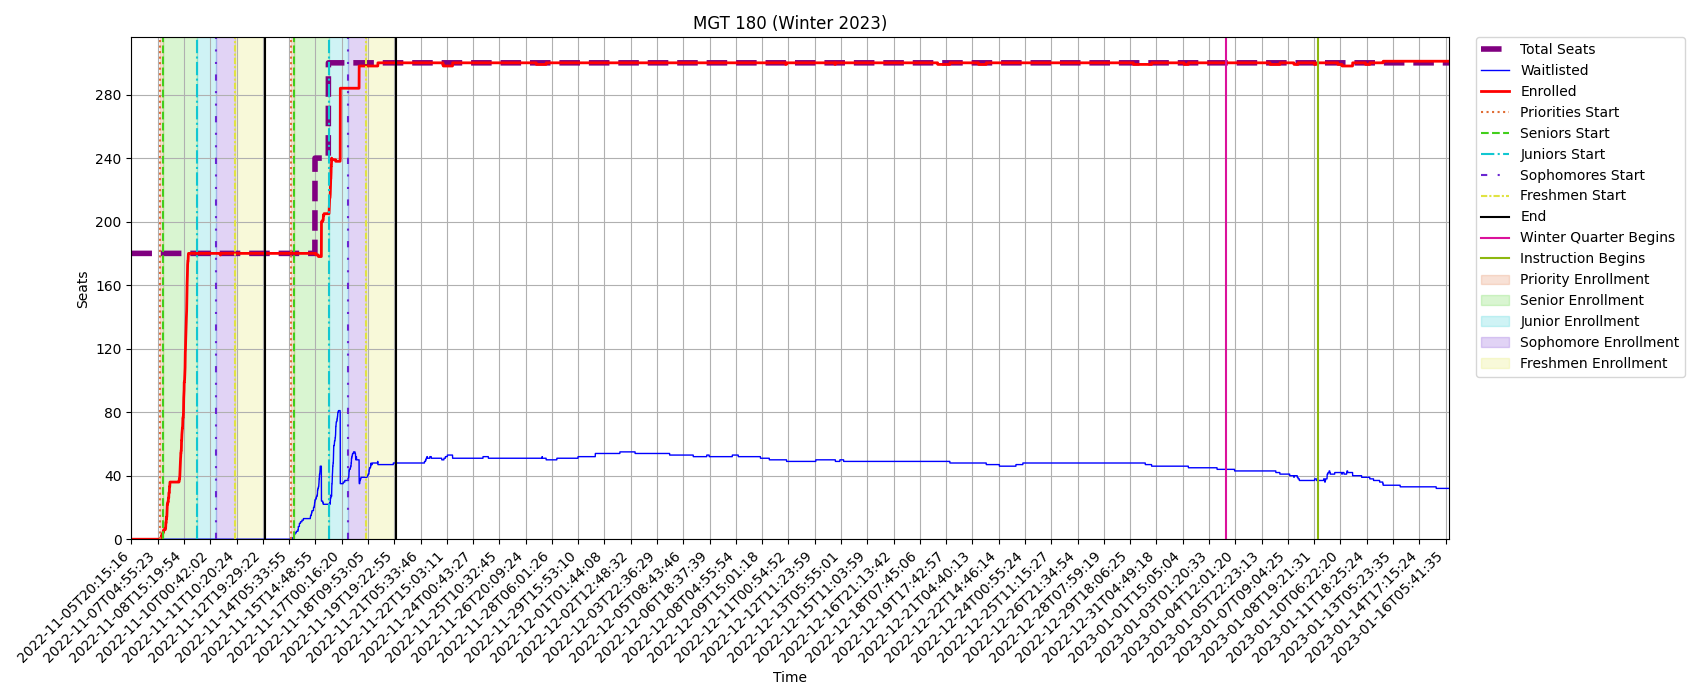 MGT 180 (Winter 2023)
Seats
280
240
200
160
120
80
40
0
2022-11-05T20:15:16
2022-11-07T04:55:23
2022-11-08T15:19:54
2022-11-10T00:42:02
2022-11-11T10:20:24
2022-11-12T19:29:22
2022-11-14T05:33:55
2022-11-15T14:48:55
2022-11-17T00:16:20
2022-11-18T09:53:05
2022-11-19T19:22:55
2022-11-21T05:33:46
2022-11-22T15:03:11
2022-11-24T00:43:27
2022-11-25T10:32:45
2022-11-26T20:09:24
2022-11-28T06:01:26
2022-11-29T15:53:10
2022-12-01T01:44:08
2022-12-02T12:48:32
2022-12-03T22:36:29
2022-12-05T08:43:46
2022-12-06T18:37:39
2022-12-08T04:55:54
2022-12-09T15:01:18
2022-12-11T00:54:52
2022-12-12T11:23:59
2022-12-13T15:55:01
2022-12-15T11:03:59
2022-12-16T21:13:42
2022-12-18T07:45:06
2022-12-19T17:42:57
2022-12-21T04:40:13
2022-12-22T14:46:14
2022-12-24T00:55:24
2022-12-25T11:15:27
2022-12-26T21:34:54
2022-12-28T07:59:19
2022-12-29T18:06:25
2022-12-31T04:49:18
2023-01-01T15:05:04
2023-01-03T01:20:33
2023-01-04T12:01:20
2023-01-05T22:23:13
2023-01-07T09:04:25
2023-01-08T19:21:31
2023-01-10T06:22:20
2023-01-11T18:25:24
2023-01-13T05:23:35
2023-01-14T17:15:24
2023-01-16T05:41:35
Time
Total Seats
Waitlisted
Enrolled
Priorities Start
Seniors Start
Juniors Start
Sophomores Start
Freshmen Start
End
Winter Quarter Begins
Instruction Begins
Priority Enrollment
Senior Enrollment
Junior Enrollment
Sophomore Enrollment
Freshmen Enrollment